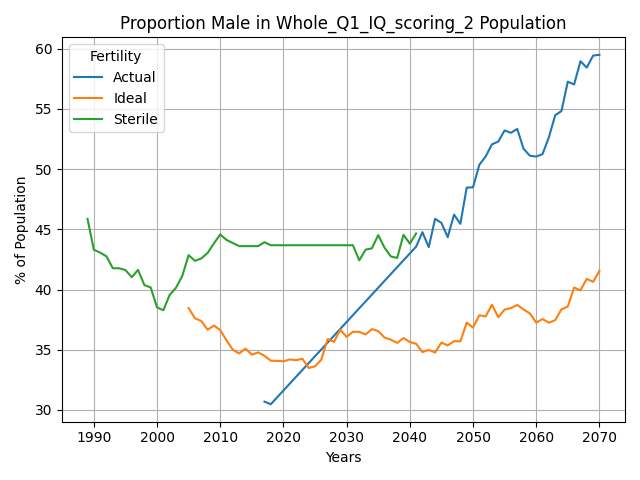 Proportion Male in Whole_Q1_IQ_scoring_2 Population
Fertility
Actual
Ideal
Sterile
% of Population
60
55
50
45
40
35
30
1990 2000 2010 2020 2030 2040 2050 2060 2070
Years